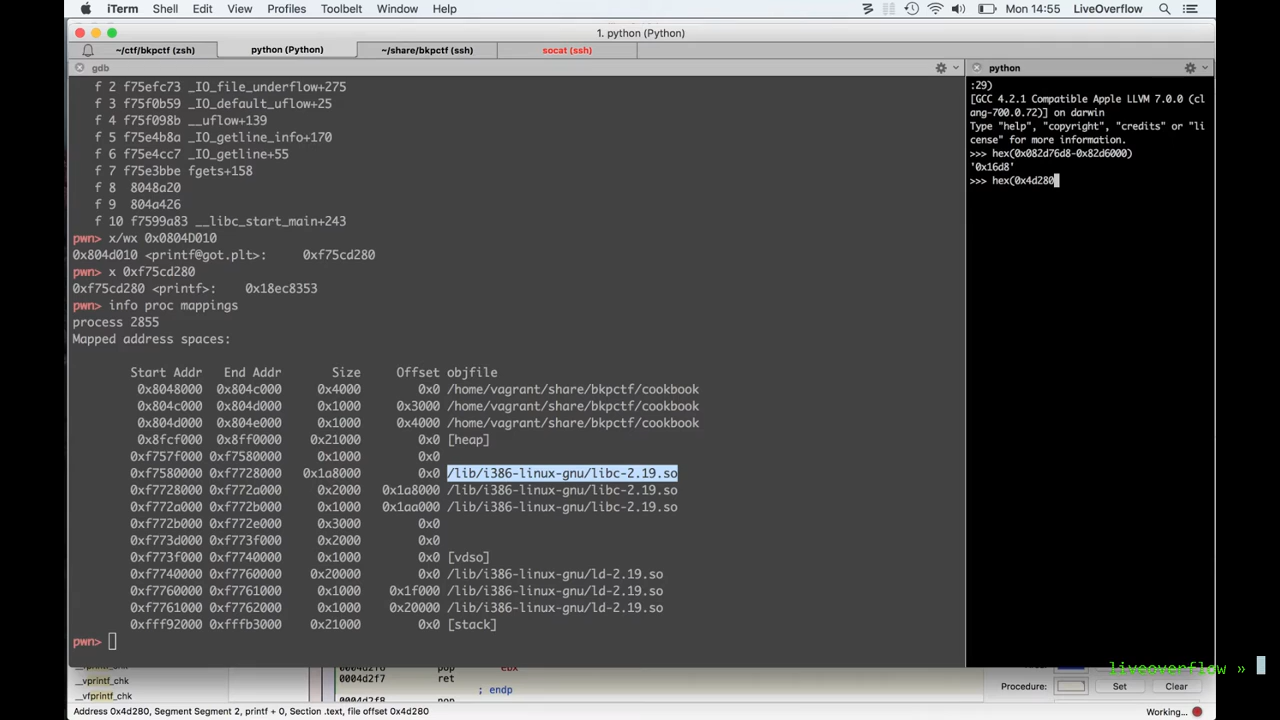 iTerm Shell Edit View Profiles Toolbelt Window Help Mon 14:55 LiveOverflow
1. python (Python)
~/ctf/bkpctf (zsh) python (Python) ~/share/bkpctf (ssh) socat (ssh)
gdb
f 2 f75efc73 _IO_file_underflow+275
f 3 f75f0b59 _IO_default_uflow+25
f 4 f75f098b __uflow+139
f 5 f75e4b8a _IO_getline_info+170
f 6 f75e4cc7 _IO_getline+55
f 7 f75e3bbe fgets+158
f 8 8048a20
f 9 804a426
f 10 f7599a83 __libc_start_main+243
pwn> x/wx 0x0804D010
0x804d010 <printf@got.plt>: 0xf75cd280
pwn> x 0xf75cd280
0xf75cd280 <printf>: 0x18ec8353
pwn> info proc mappings
process 2855
Mapped address spaces:
Start Addr End Addr Size Offset objfile
0x8048000 0x804c000 0x4000 0x0 /home/vagrant/share/bkpctf/cookbook
0x804c000 0x804d000 0x1000 0x3000 /home/vagrant/share/bkpctf/cookbook
0x804d000 0x804e000 0x1000 0x4000 /home/vagrant/share/bkpctf/cookbook
0x8fcf000 0x8ff0000 0x21000 0x0 [heap]
0xf757f000 0xf7580000 0x1000 0x0
0xf7580000 0xf7728000 0x1a8000 0x0 /lib/i386-linux-gnu/libc-2.19.so
0xf7728000 0xf772a000 0x2000 0x1a8000 /lib/i386-linux-gnu/libc-2.19.so
0xf772a000 0xf772b000 0x1000 0x1aa000 /lib/i386-linux-gnu/libc-2.19.so
0xf772b000 0xf772e000 0x3000 0x0
0xf773d000 0xf773f000 0x2000 0x0
0xf773f000 0xf7740000 0x1000 0x0 [vdso]
0xf7740000 0xf7760000 0x20000 0x0 /lib/i386-linux-gnu/ld-2.19.so
0xf7760000 0xf7761000 0x1000 0x1f000 /lib/i386-linux-gnu/ld-2.19.so
0xf7761000 0xf7762000 0x1000 0x20000 /lib/i386-linux-gnu/ld-2.19.so
0xfff92000 0xfffb3000 0x21000 0x0 [stack]
pwn>
python
:29)
[GCC 4.2.1 Compatible Apple LLVM 7.0.0 (cl
ang-700.0.72)] on darwin
Type "help", "copyright", "credits" or "li
cense" for more information.
>>> hex(0x082d76d8-0x82d6000)
'0x16d8'
>>> hex(0x4d280
liveoverflow »
__vprintf_chk
__vfprintf_chk
0004d2f7 ret
; endp
Procedure: Set Clear
Address 0x4d280, Segment Segment 2, printf + 0, Section .text, file offset 0x4d280
Working...